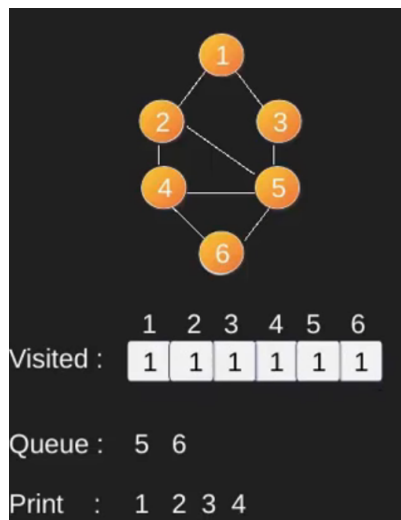 1
2 3
4 5
6
1 2 3 4 5 6
Visited : 1 1 1 1 1 1
Queue : 5 6
Print : 1 2 3 4